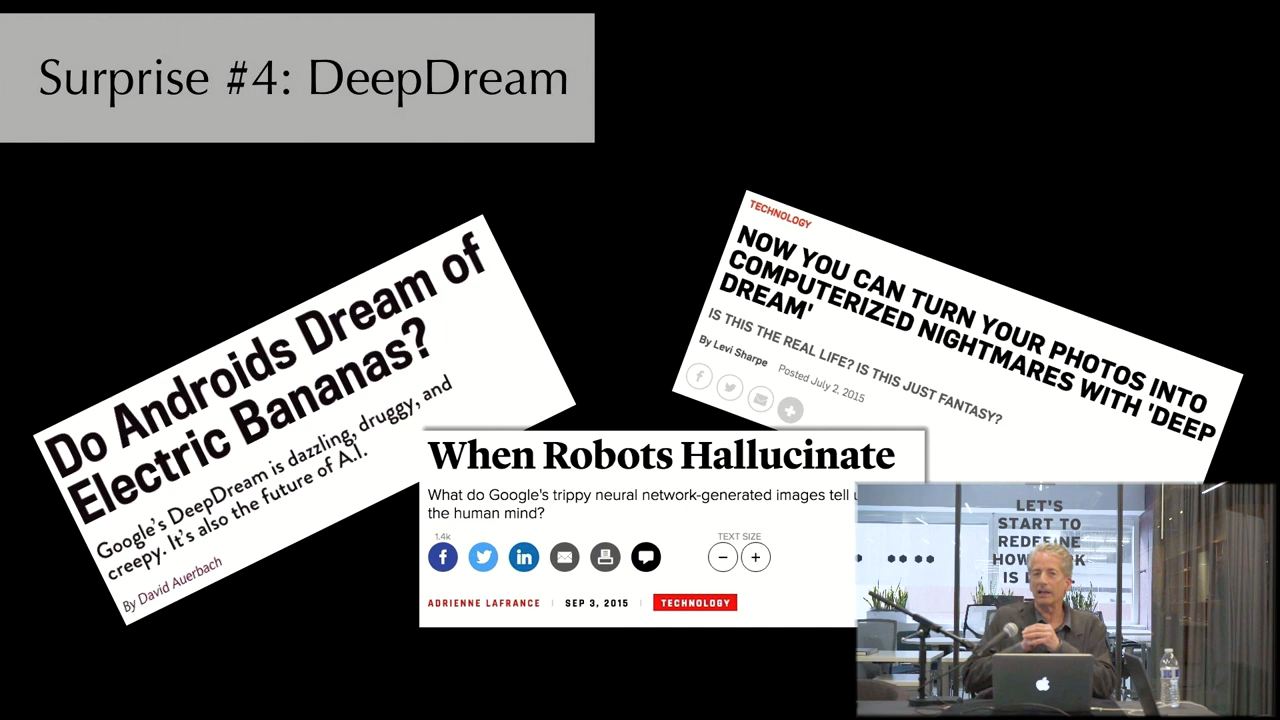 Surprise #4: DeepDream
Do Androids Dream of
Electric Bananas?
Google's DeepDream is dazzling, druggy, and
creepy. It's also the future of A.I.
By David Auerbach
TECHNOLOGY
NOW YOU CAN TURN YOUR PHOTOS INTO
COMPUTERIZED NIGHTMARES WITH 'DEEP
DREAM'
IS THIS THE REAL LIFE? IS THIS JUST FANTASY?
By Levi Sharpe Posted July 2, 2015
When Robots Hallucinate
What do Google's trippy neural network-generated images tell
the human mind?
1.4k
TEXT SIZE
ADRIENNE LAFRANCE SEP 3, 2015 TECHNOLOGY
LET'S
START TO
REDEFINE
HOW
IS